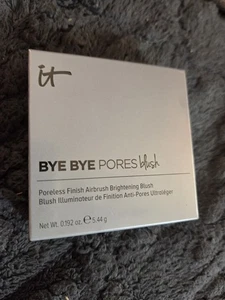 it
BYE BYE PORES blush
Poreless Finish Airbrush Brightening Blush
Blush Illuminateur de Finition Anti-Pores Ultraléger
Net 0.192 oz. ℮ 5.44 g